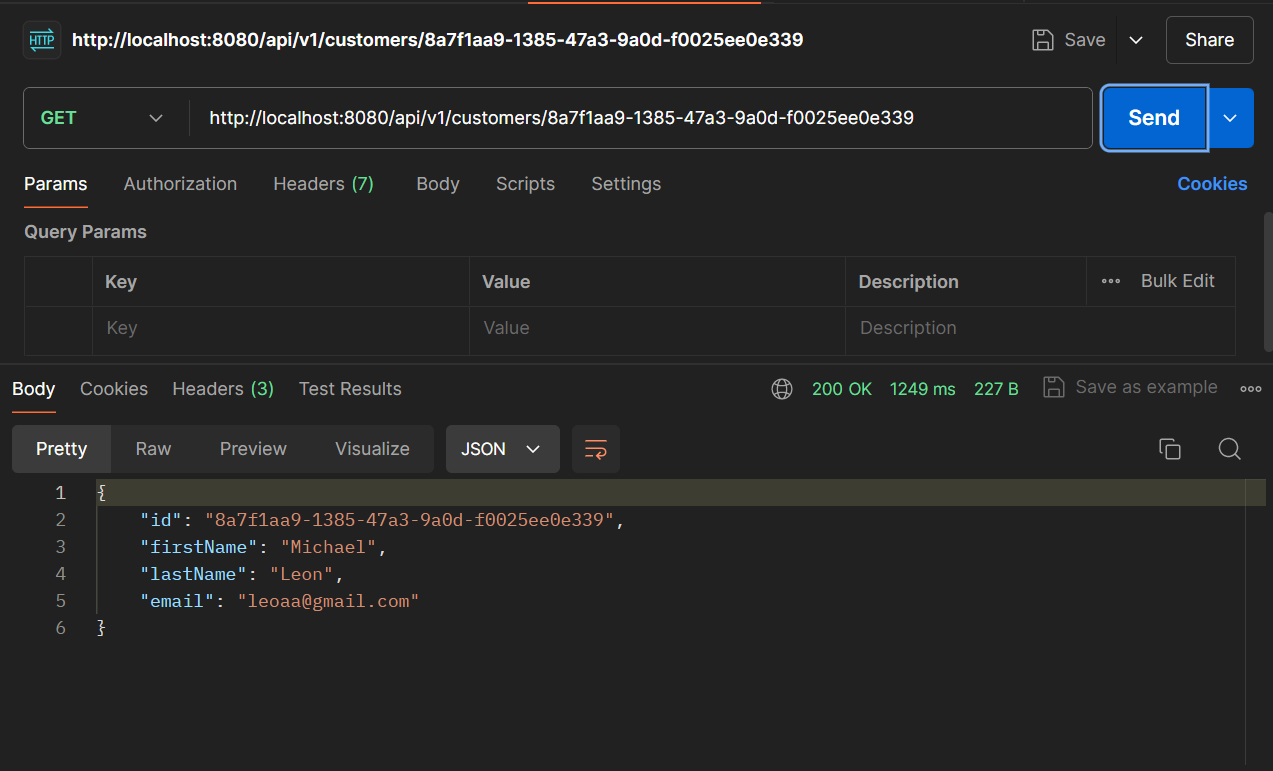 HTTP http://localhost:8080/api/v1/customers/8a7f1aa9-1385-47a3-9a0d-f0025ee0e339 Save Share
GET http://localhost:8080/api/v1/customers/8a7f1aa9-1385-47a3-9a0d-f0025ee0e339 Send
Params Authorization Headers (7) Body Scripts Settings Cookies
Query Params
Key Value Description Bulk Edit
Key Value Description
Body Cookies Headers (3) Test Results 200 OK 1249 ms 227 B Save as example
Pretty Raw Preview Visualize JSON
1 {
2 "id": "8a7f1aa9-1385-47a3-9a0d-f0025ee0e339",
3 "firstName": "Michael",
4 "lastName": "Leon",
5 "email": "leoaa@gmail.com"
6 }